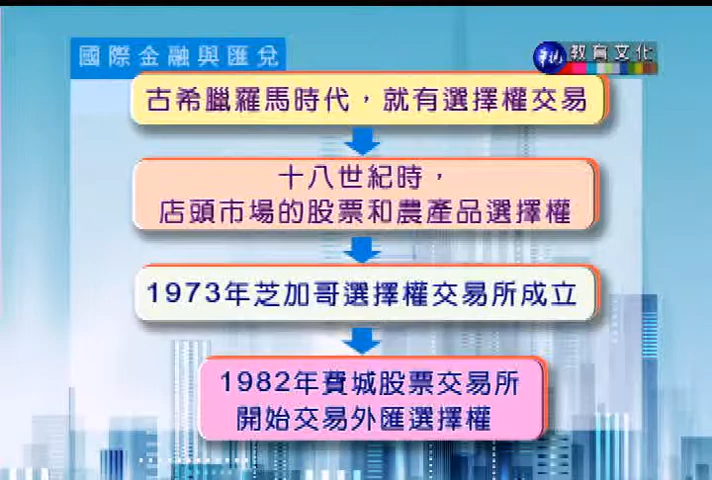 國際金融與匯兌
華視 教育文化
古希臘羅馬時代，就有選擇權交易
十八世紀時，
店頭市場的股票和農產品選擇權
1973年芝加哥選擇權交易所成立
1982年費城股票交易所
開始交易外匯選擇權